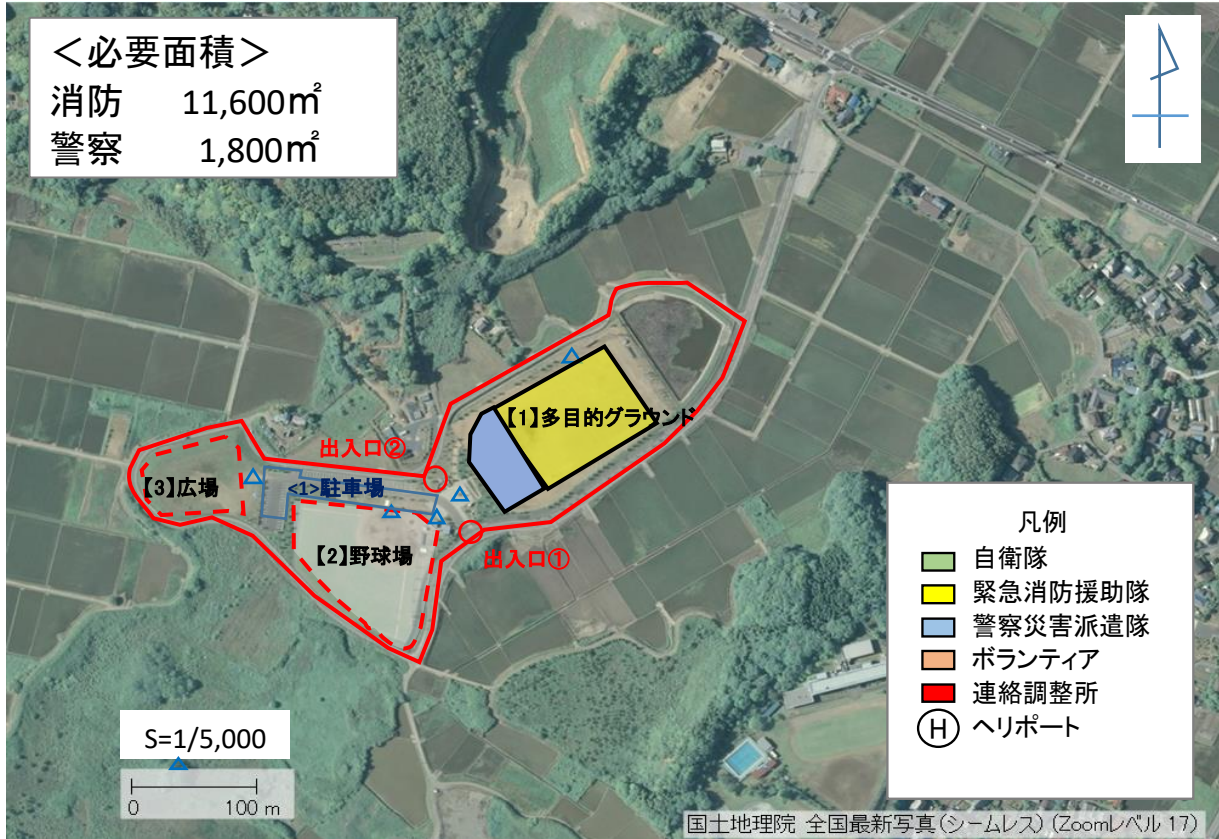 ＜必要面積＞
消防 11,600㎡
警察 1,800㎡
【1】多目的グラウンド
出入口②
【3】広場
<1>駐車場
【2】野球場
出入口①
凡例
自衛隊
緊急消防援助隊
警察災害派遣隊
ボランティア
連絡調整所
H ヘリポート
S=1/5,000
0 100 m
国土地理院 全国最新写真(シームレス) (Zoomレベル 17)